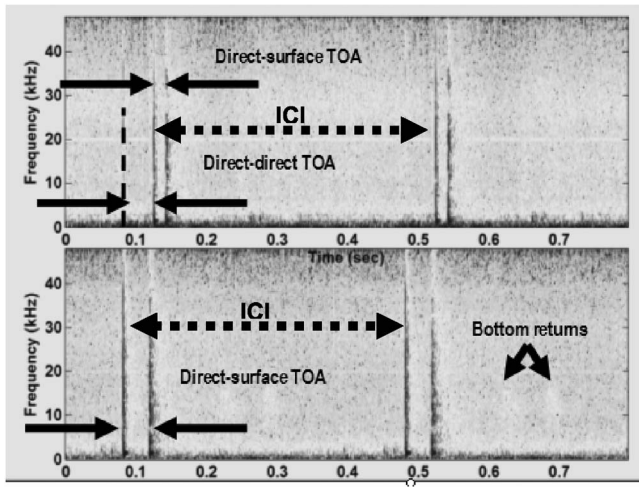 Frequency (kHz)
40
30
20
10
0
Direct-surface TOA
ICI
Direct-direct TOA
0 0.1 0.2 0.3 0.4 0.5 0.6 0.7
Time (sec)
Frequency (kHz)
40
30
20
10
0
ICI
Bottom returns
Direct-surface TOA
0 0.1 0.2 0.3 0.4 0.5 0.6 0.7 0.8